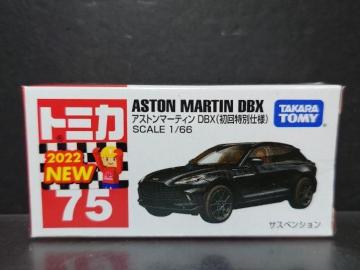 トミカ
2022
NEW
75
ASTON MARTIN DBX
アストンマーティン DBX(初回特別仕様)
SCALE 1/66
TAKARA
TOMY
サスペンション